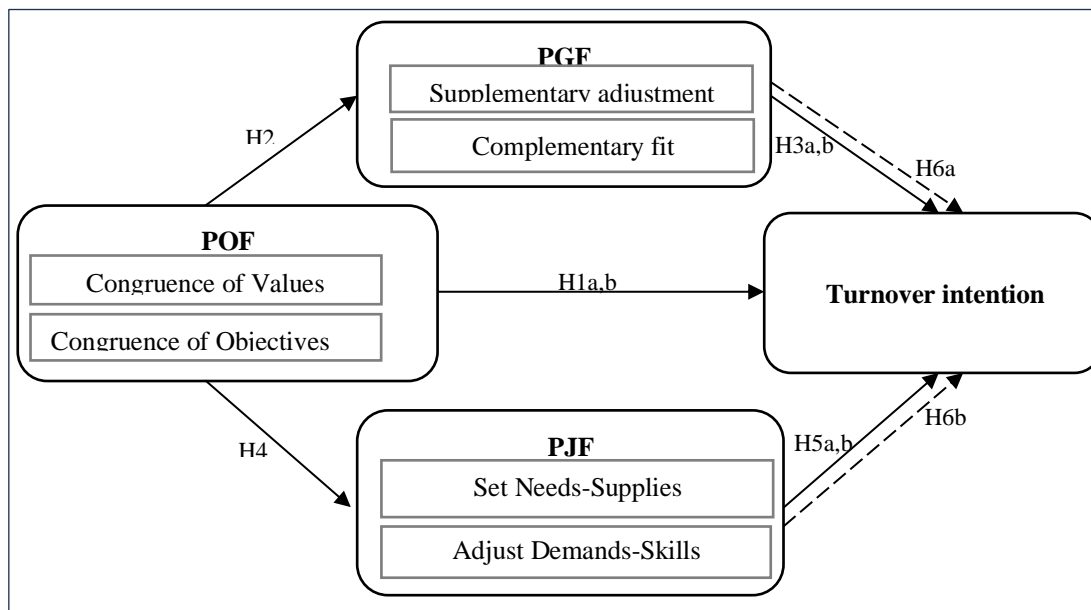 PGF
Supplementary adjustment
Complementary fit
H2
H3a,b
H6a
POF
Congruence of Values
Congruence of Objectives
H1a,b
Turnover intention
H4
PJF
Set Needs-Supplies
Adjust Demands-Skills
H5a,b
H6b